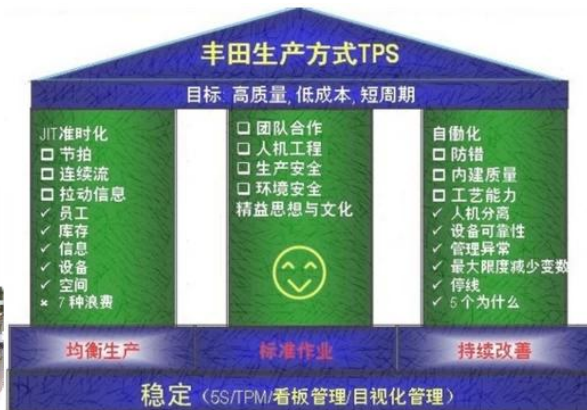 丰田生产方式TPS
目标 高质量, 低成本, 短周期
JIT准时化
节拍
连续流
拉动信息
员工
库存
信息
设备
空间
7 种浪费
团队合作
人机工程
生产安全
环境安全
精益思想与文化
自働化
防错
内建质量
工艺能力
人机分离
设备可靠性
管理异常
最大限度减少变数
停线
5 个为什么
均衡生产
标准作业
持续改善
稳定（5S/TPM/看板管理/目视化管理）